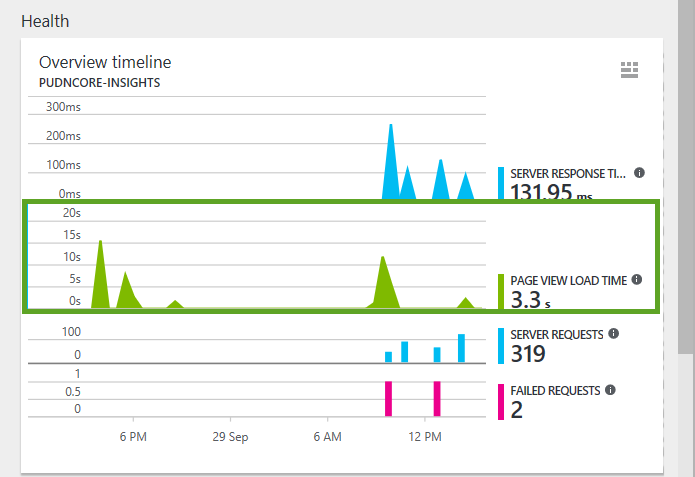 Health
Overview timeline
PUDNCORE-INSIGHTS
300ms
200ms
100ms
0ms
SERVER RESPONSE TI...
131.95 ms
20s
15s
10s
5s
0s
PAGE VIEW LOAD TIME
3.3 s
100
0
SERVER REQUESTS
319
1
0.5
0
FAILED REQUESTS
2
6 PM 29 Sep 6 AM 12 PM